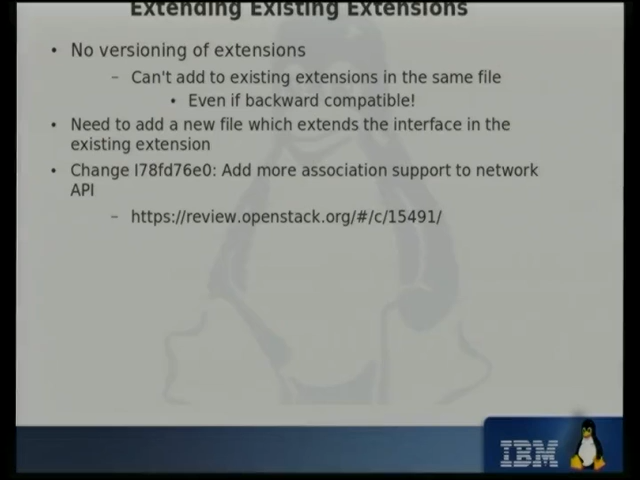 Extending Existing Extensions
• No versioning of extensions
– Can't add to existing extensions in the same file
• Even if backward compatible!
• Need to add a new file which extends the interface in the
existing extension
• Change I78fd76e0: Add more association support to network
API
– https://review.openstack.org/#/c/15491/
IBM